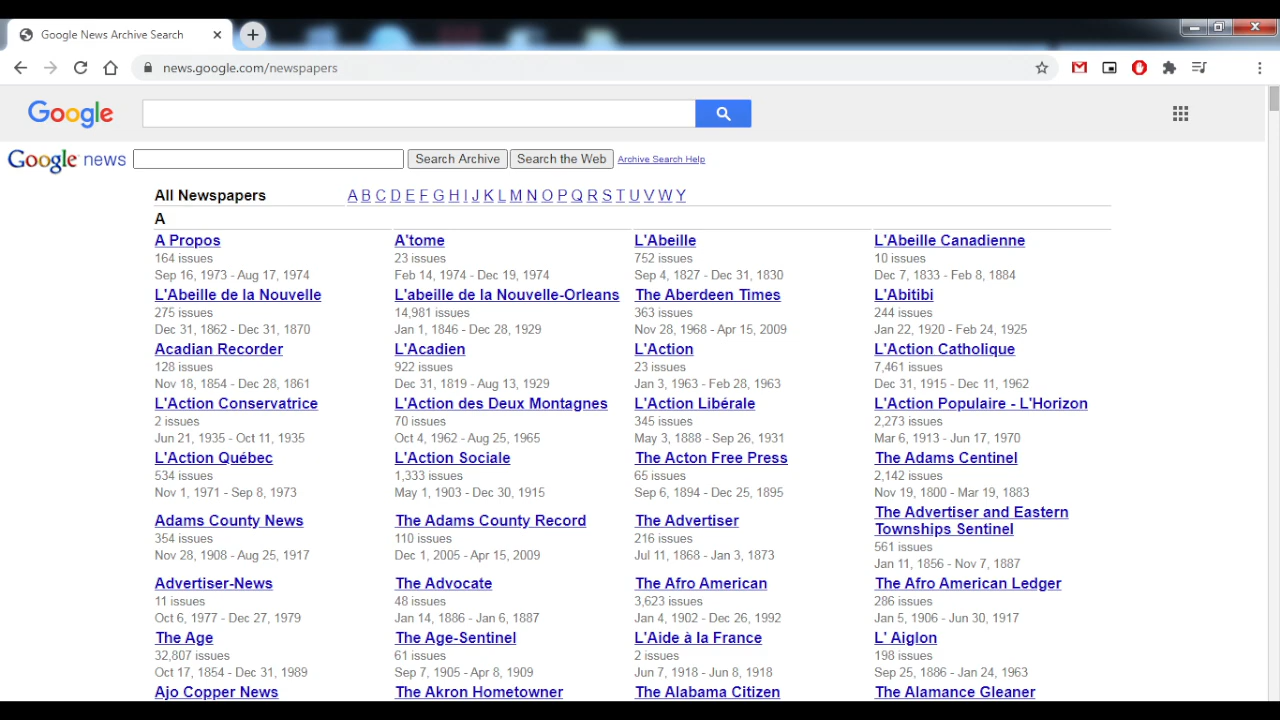 Google News Archive Search
news.google.com/newspapers
Google
Google news Search Archive Search the Web Archive Search Help
All Newspapers A B C D E F G H I J K L M N O P Q R S T U V W Y
A
A Propos A'tome L'Abeille L'Abeille Canadienne
164 issues 23 issues 752 issues 10 issues
Sep 16, 1973 - Aug 17, 1974 Feb 14, 1974 - Dec 19, 1974 Sep 4, 1827 - Dec 31, 1830 Dec 7, 1833 - Feb 8, 1884
L'Abeille de la Nouvelle L'abeille de la Nouvelle-Orleans The Aberdeen Times L'Abitibi
275 issues 14,981 issues 363 issues 244 issues
Dec 31, 1862 - Dec 31, 1870 Jan 1, 1846 - Dec 28, 1929 Nov 28, 1968 - Apr 15, 2009 Jan 22, 1920 - Feb 24, 1925
Acadian Recorder L'Acadien L'Action L'Action Catholique
128 issues 922 issues 23 issues 7,461 issues
Nov 18, 1854 - Dec 28, 1861 Dec 31, 1819 - Aug 13, 1929 Jan 3, 1963 - Feb 28, 1963 Dec 31, 1915 - Dec 11, 1962
L'Action Conservatrice L'Action des Deux Montagnes L'Action Libérale L'Action Populaire - L'Horizon
2 issues 70 issues 345 issues 2,273 issues
Jun 21, 1935 - Oct 11, 1935 Oct 4, 1962 - Aug 25, 1965 May 3, 1888 - Sep 26, 1931 Mar 6, 1913 - Jun 17, 1970
L'Action Québec L'Action Sociale The Acton Free Press The Adams Centinel
534 issues 1,333 issues 65 issues 2,142 issues
Nov 1, 1971 - Sep 8, 1973 May 1, 1903 - Dec 30, 1915 Sep 6, 1894 - Dec 25, 1895 Nov 19, 1800 - Mar 19, 1883
Adams County News The Adams County Record The Advertiser The Advertiser and Eastern
Townships Sentinel
354 issues 110 issues 216 issues 561 issues
Nov 28, 1908 - Aug 25, 1917 Dec 1, 2005 - Apr 15, 2009 Jul 11, 1868 - Jan 3, 1873 Jan 11, 1856 - Nov 7, 1887
Advertiser-News The Advocate The Afro American The Afro American Ledger
11 issues 48 issues 3,623 issues 286 issues
Oct 6, 1977 - Dec 27, 1979 Jan 14, 1886 - Jan 6, 1887 Jan 4, 1902 - Dec 26, 1992 Jan 5, 1906 - Jun 30, 1917
The Age The Age-Sentinel L'Aide à la France L' Aiglon
32,807 issues 61 issues 2 issues 198 issues
Oct 17, 1854 - Dec 31, 1989 Sep 7, 1905 - Apr 8, 1909 Jun 7, 1918 - Jun 8, 1918 Sep 25, 1886 - Jan 24, 1963
Ajo Copper News The Akron Hometowner The Alabama Citizen The Alamance Gleaner